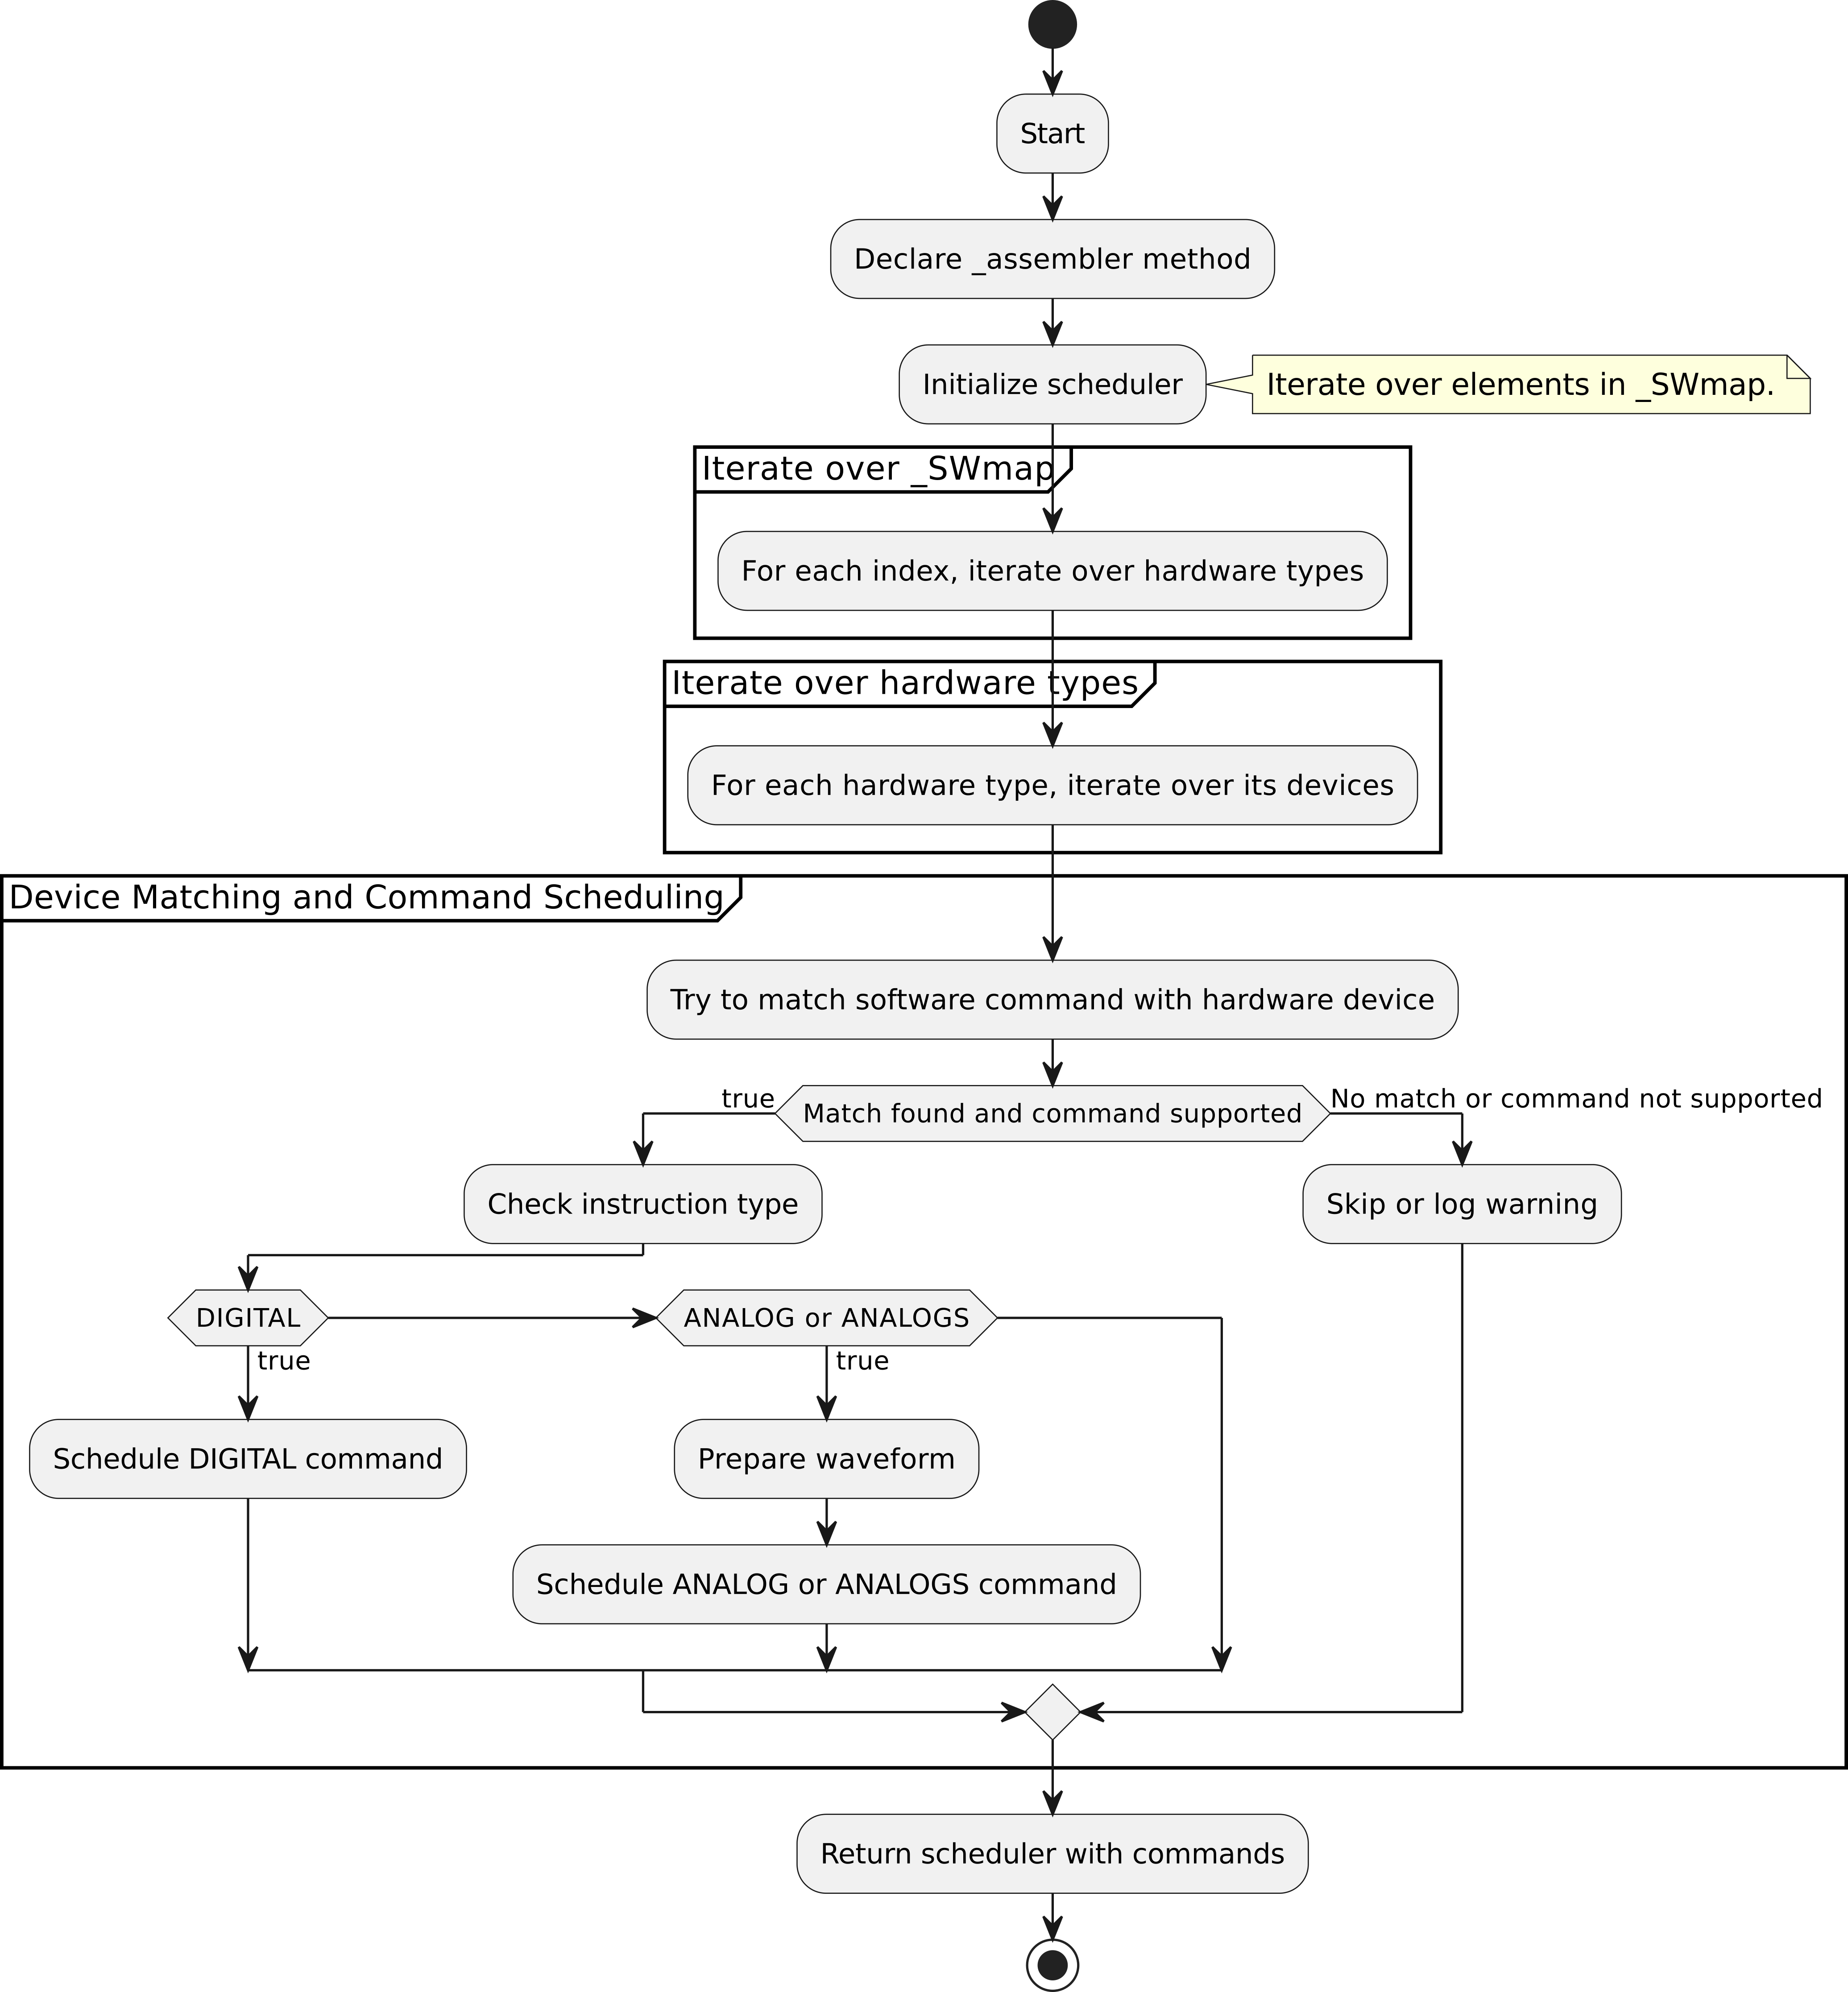 Start
Declare _assembler method
Initialize scheduler
Iterate over elements in _SWmap.
Iterate over _SWmap
For each index, iterate over hardware types
Iterate over hardware types
For each hardware type, iterate over its devices
Device Matching and Command Scheduling
Try to match software command with hardware device
true
Match found and command supported
No match or command not supported
Check instruction type
Skip or log warning
DIGITAL
ANALOG or ANALOGS
true
true
Schedule DIGITAL command
Prepare waveform
Schedule ANALOG or ANALOGS command
Return scheduler with commands